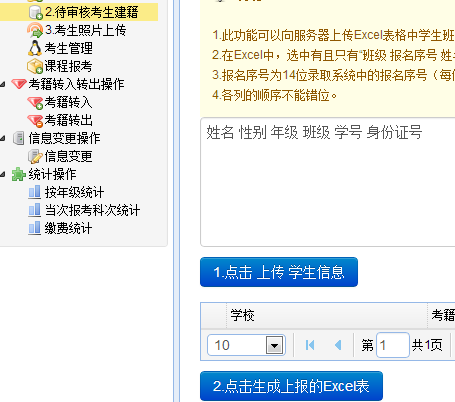 2.待审核考生建籍
3.考生照片上传
考生管理
课程报考
考籍转入转出操作
考籍转入
考籍转出
信息变更操作
信息变更
统计操作
按年级统计
当次报考科次统计
缴费统计
1.此功能可以向服务器上传Excel表格中学生班
2.在Excel中，选中有且只有"班级 报名序号 姓
3.报名序号为14位录取系统中的报名序号（每
4.各列的顺序不能错位。
姓名 性别 年级 班级 学号 身份证号
1.点击 上传 学生信息
学校 考籍
10 第 1 共1页
2.点击生成上报的Excel表